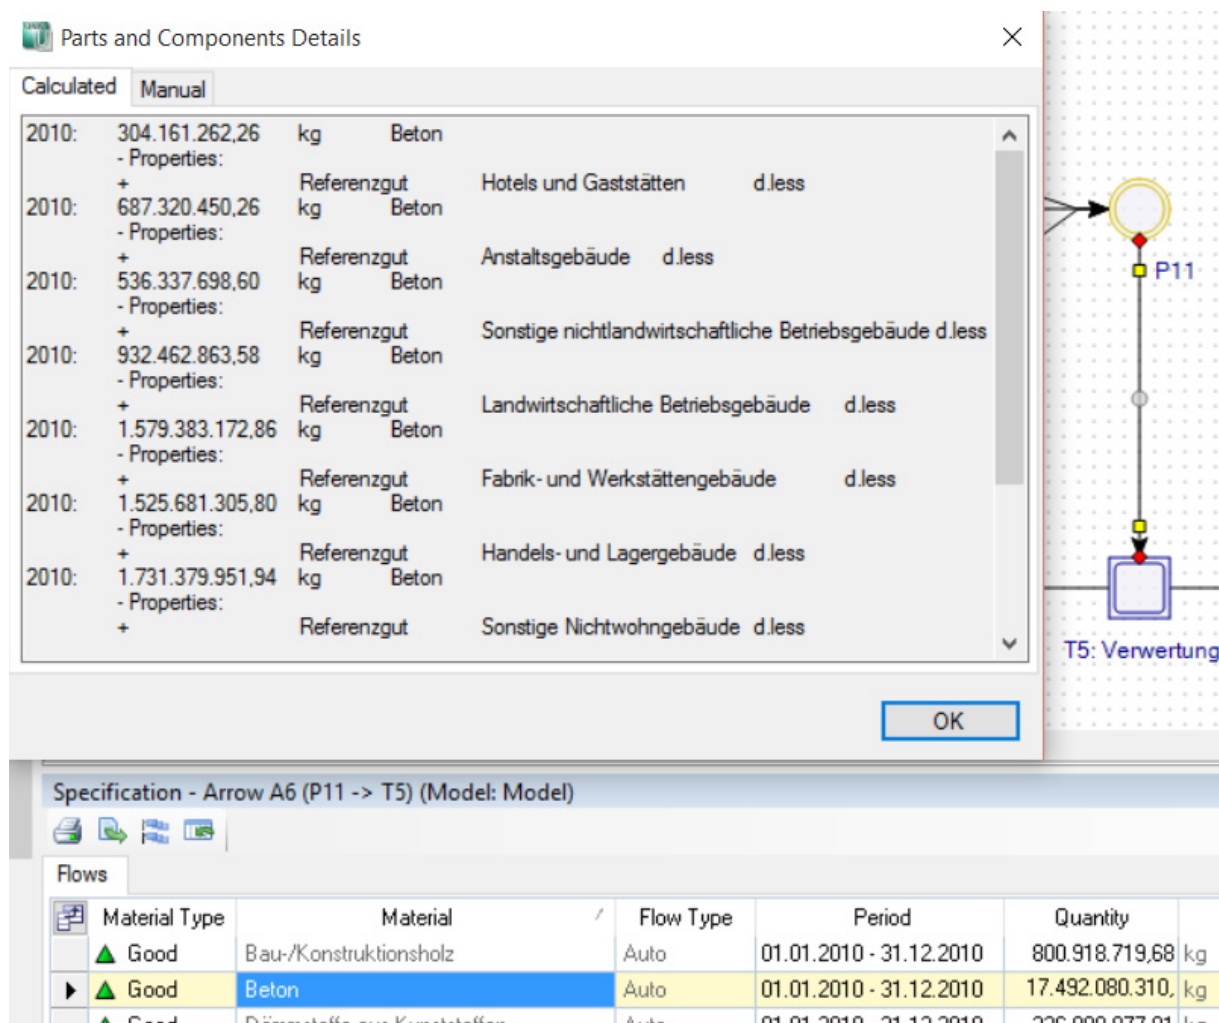 Parts and Components Details
Calculated Manual
2010: 304.161.262,26 kg Beton
- Properties:
+ Referenzgut Hotels und Gaststätten d.less
2010: 687.320.450,26 kg Beton
- Properties:
+ Referenzgut Anstaltsgebäude d.less
2010: 536.337.698,60 kg Beton
- Properties:
+ Referenzgut Sonstige nichtlandwirtschaftliche Betriebsgebäude d.less
2010: 932.462.863,58 kg Beton
- Properties:
+ Referenzgut Landwirtschaftliche Betriebsgebäude d.less
2010: 1.579.383.172,86 kg Beton
- Properties:
+ Referenzgut Fabrik- und Werkstättengebäude d.less
2010: 1.525.681.305,80 kg Beton
- Properties:
+ Referenzgut Handels- und Lagergebäude d.less
2010: 1.731.379.951,94 kg Beton
- Properties:
+ Referenzgut Sonstige Nichtwohngebäude d.less
OK
P11
T5: Verwertung
Specification - Arrow A6 (P11 -> T5) (Model: Model)
Flows
Material Type Material Flow Type Period Quantity
Good Bau-/Konstruktionsholz Auto 01.01.2010 - 31.12.2010 800.918.719,68 kg
Good Beton Auto 01.01.2010 - 31.12.2010 17.492.080.310, kg